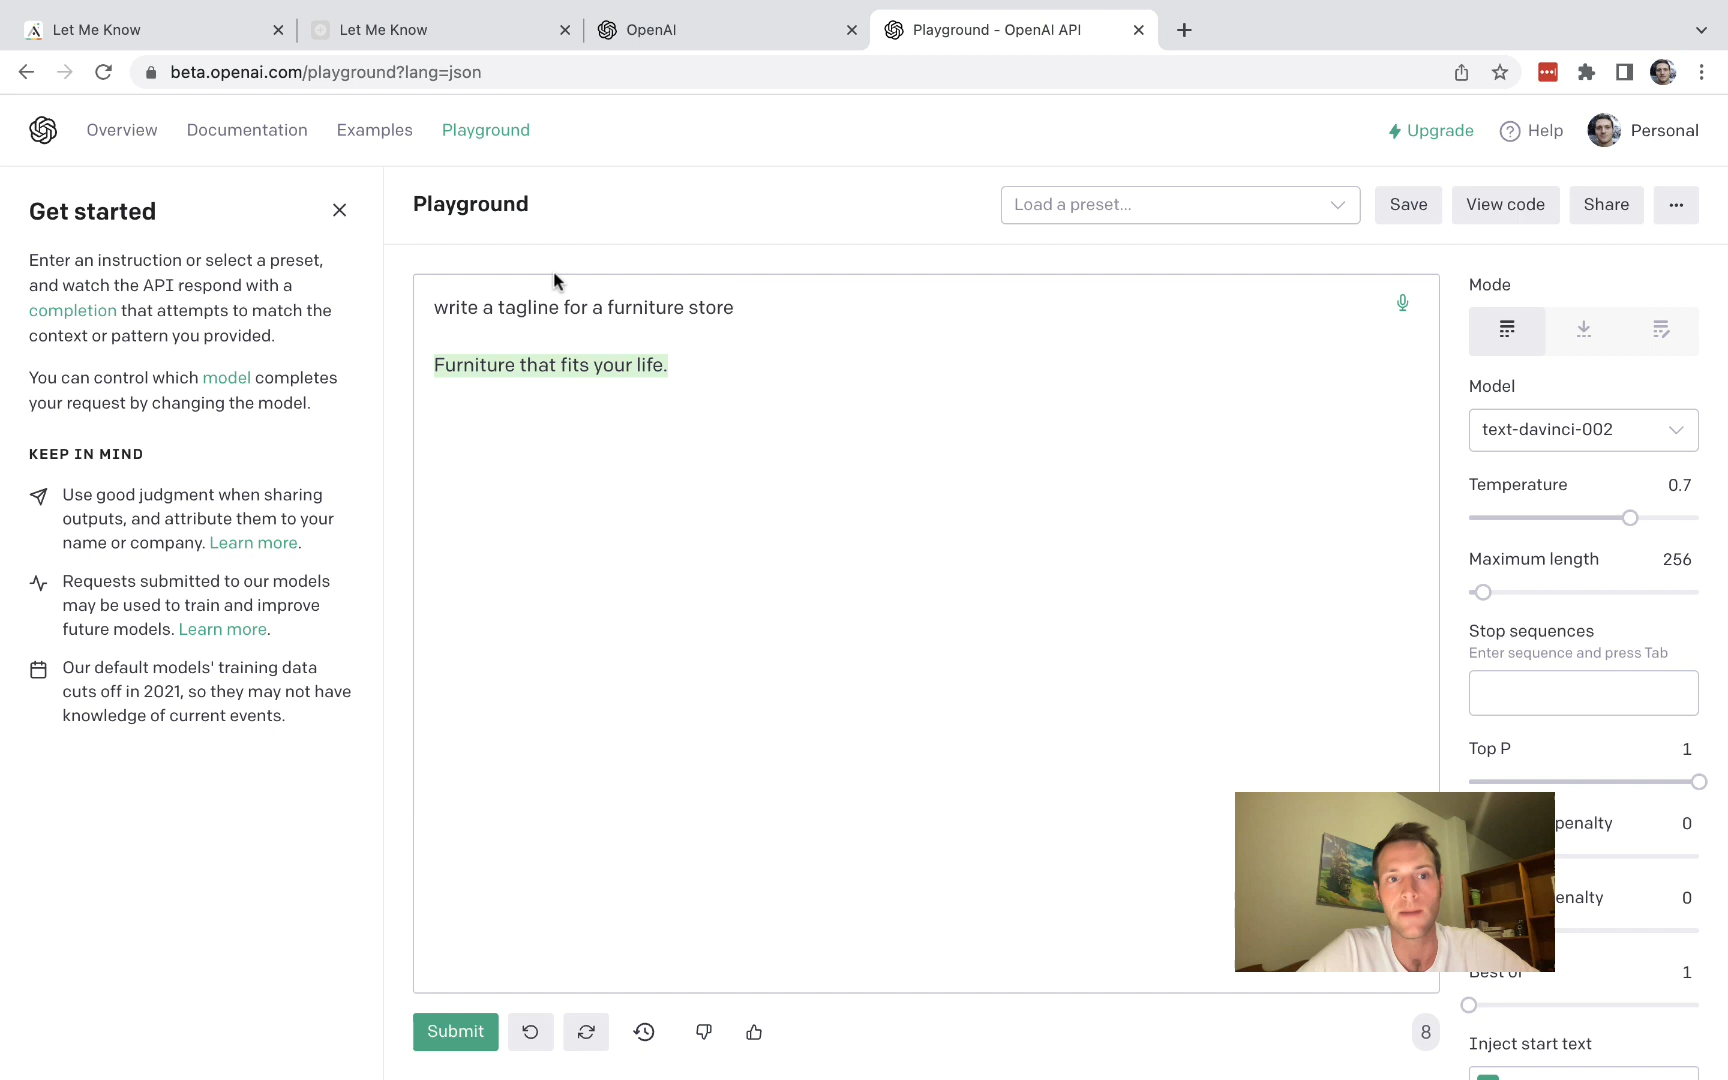 Let Me Know
Let Me Know
OpenAI
Playground - OpenAI API
beta.openai.com/playground?lang=json
Overview
Documentation
Examples
Playground
Upgrade
Help
Personal
Get started
Enter an instruction or select a preset,
and watch the API respond with a
completion that attempts to match the
context or pattern you provided.
You can control which model completes
your request by changing the model.
KEEP IN MIND
Use good judgment when sharing
outputs, and attribute them to your
name or company. Learn more.
Requests submitted to our models
may be used to train and improve
future models. Learn more.
Our default models' training data
cuts off in 2021, so they may not have
knowledge of current events.
Playground
Load a preset...
Save
View code
Share
...
write a tagline for a furniture store
Furniture that fits your life.
Submit
8
Mode
Model
text-davinci-002
Temperature 0.7
Maximum length 256
Stop sequences
Enter sequence and press Tab
Top P 1
penalty 0
enalty 0
Best of 1
Inject start text